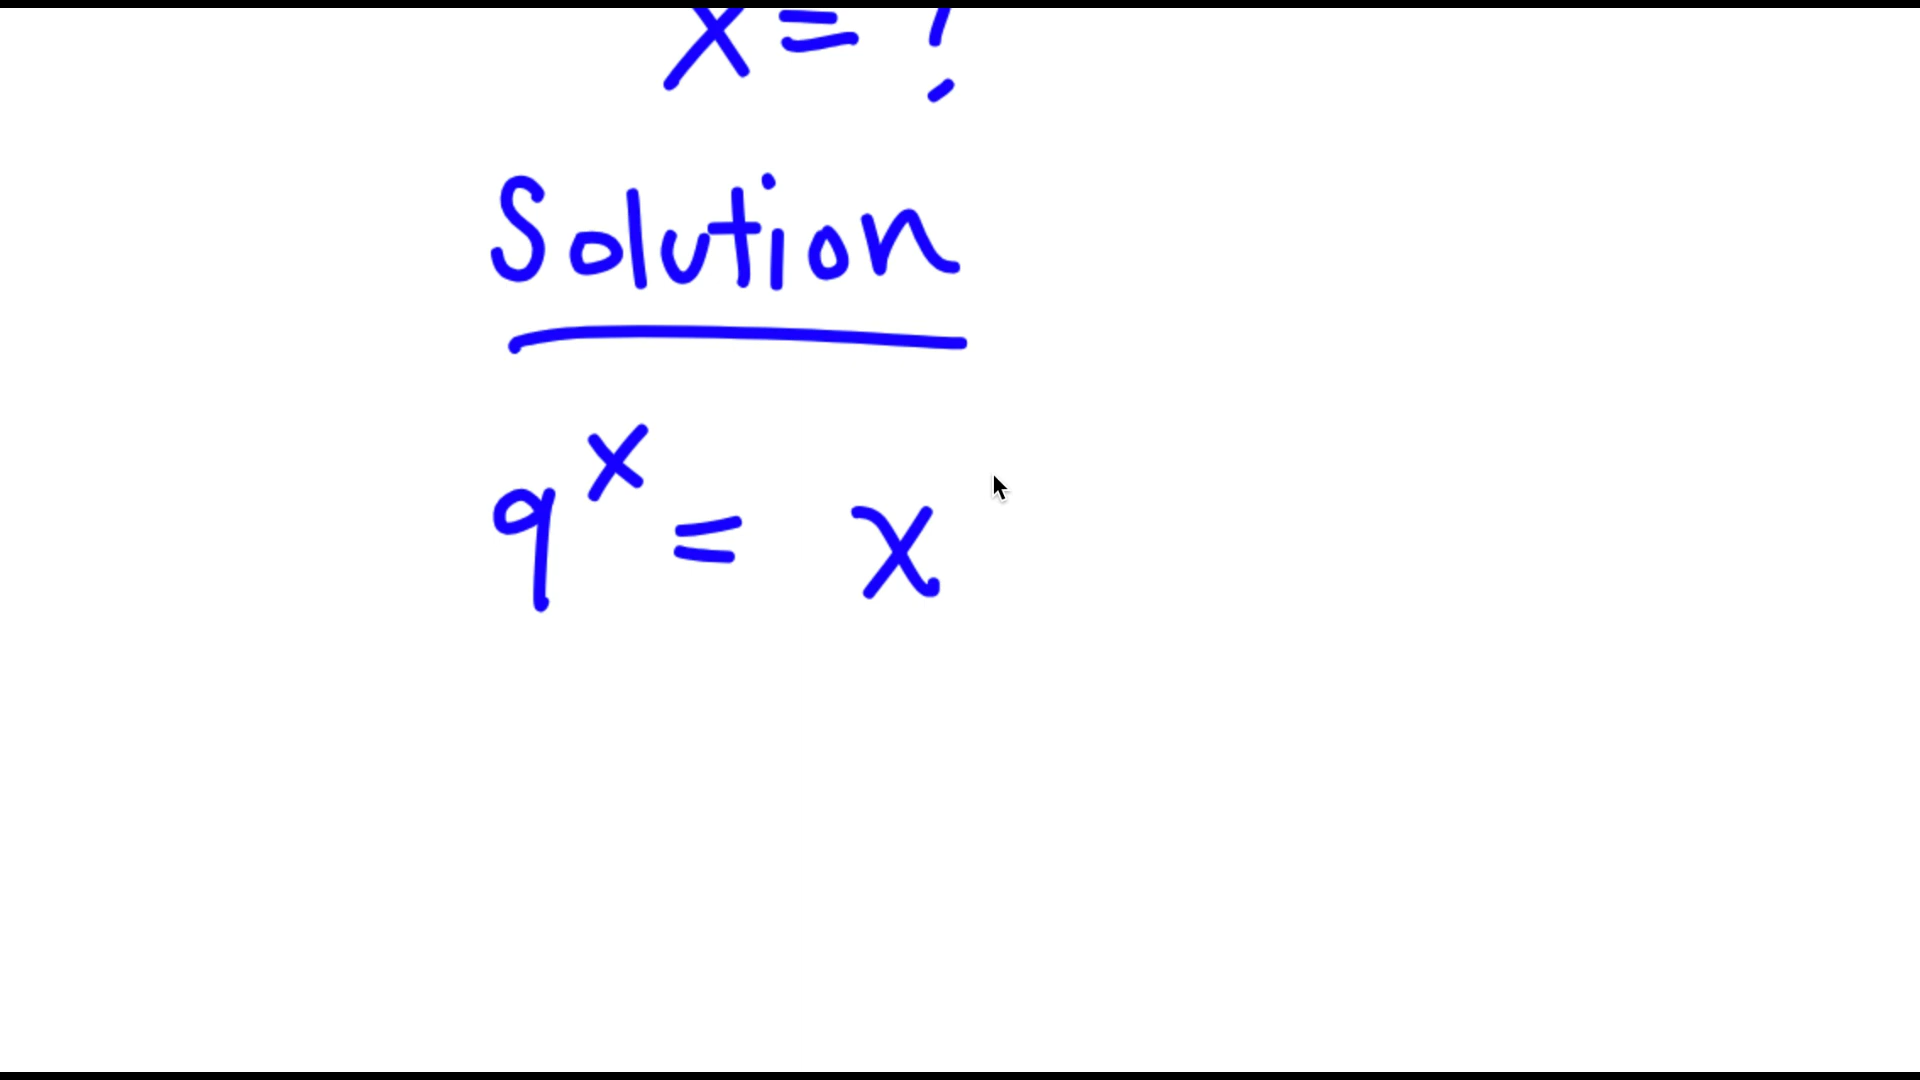 x = ?
Solution
9^x = x